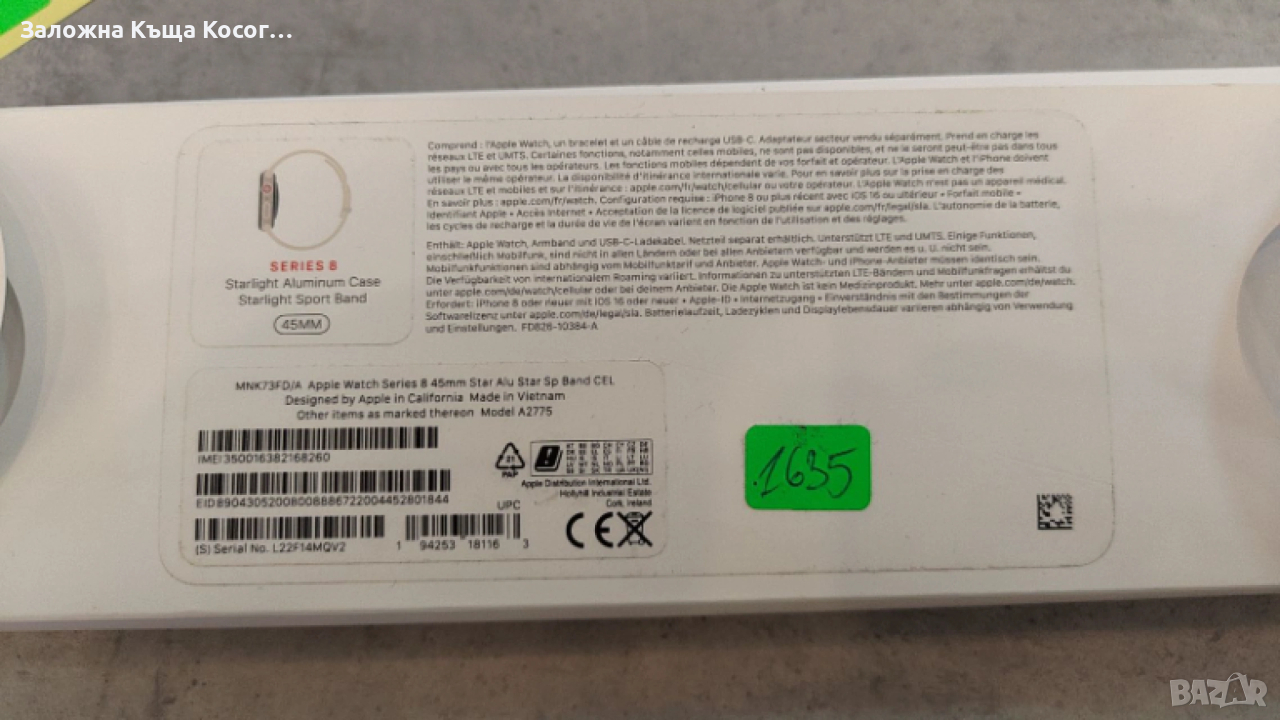 Заложна Къща Косог...
Comprend : l'Apple Watch, un bracelet et un câble de recharge USB-C. Adaptateur secteur vendu séparément. Prend en charge les
réseaux LTE et UMTS. Certaines fonctions, notamment celles mobiles, ne sont pas disponibles, et ne le seront peut-être pas dans tous
les pays ou avec tous les opérateurs. Les fonctions mobiles dépendent de vos forfait et opérateur. L'Apple Watch et l'iPhone doivent
utiliser le même opérateur. La disponibilité d'itinérance internationale varie. Pour en savoir plus sur la prise en charge des
réseaux LTE et mobiles et sur l'itinérance : apple.com/fr/watch/cellular ou votre opérateur. L'Apple Watch n'est pas un appareil médical.
En savoir plus : apple.com/fr/watch. Configuration requise : iPhone 8 ou plus récent avec iOS 16 ou ultérieur • Forfait mobile •
Identifiant Apple • Accès Internet • Acceptation de la licence de logiciel publiée sur apple.com/fr/legal/sla. L'autonomie de la batterie,
les cycles de recharge et la durée de vie de l'écran varient en fonction de l'utilisation et des réglages.
Enthält: Apple Watch, Armband und USB-C-Ladekabel. Netzteil separat erhältlich. Unterstützt LTE und UMTS. Einige Funktionen,
einschließlich Mobilfunk, sind nicht in allen Ländern oder bei allen Anbietern verfügbar und werden es u. U. nicht sein.
Mobilfunkfunktionen sind abhängig vom Mobilfunktarif und Anbieter. Apple Watch- und iPhone-Anbieter müssen identisch sein.
Die Verfügbarkeit von internationalem Roaming variiert. Informationen zu unterstützten LTE-Bändern und Mobilfunkfragen erhältst du
unter apple.com/de/watch/cellular oder bei deinem Anbieter. Die Apple Watch ist kein Medizinprodukt. Mehr unter apple.com/de/watch.
Erfordert: iPhone 8 oder neuer mit iOS 16 oder neuer • Apple-ID • Internetzugang • Einverständnis mit den Bestimmungen der
Softwarelizenz unter apple.com/de/legal/sla. Batterielaufzeit, Ladezyklen und Displaylebensdauer variieren abhängig von Verwendung
und Einstellungen. FD826-10384-A
SERIES 8
Starlight Aluminum Case
Starlight Sport Band
45MM
MNK73FD/A Apple Watch Series 8 45mm Star Alu Star Sp Band CEL
Designed by Apple in California Made in Vietnam
Other items as marked thereon Model A2775
IMEI 350016382168260
EID 89043052008008886722004452801844
(S) Serial No. L22F14MQV2
UPC
1 94253 18116 3
21
PAP
Apple Distribution International Ltd.
Hollyhill Industrial Estate
Cork, Ireland
CE
.1635
BAZAR